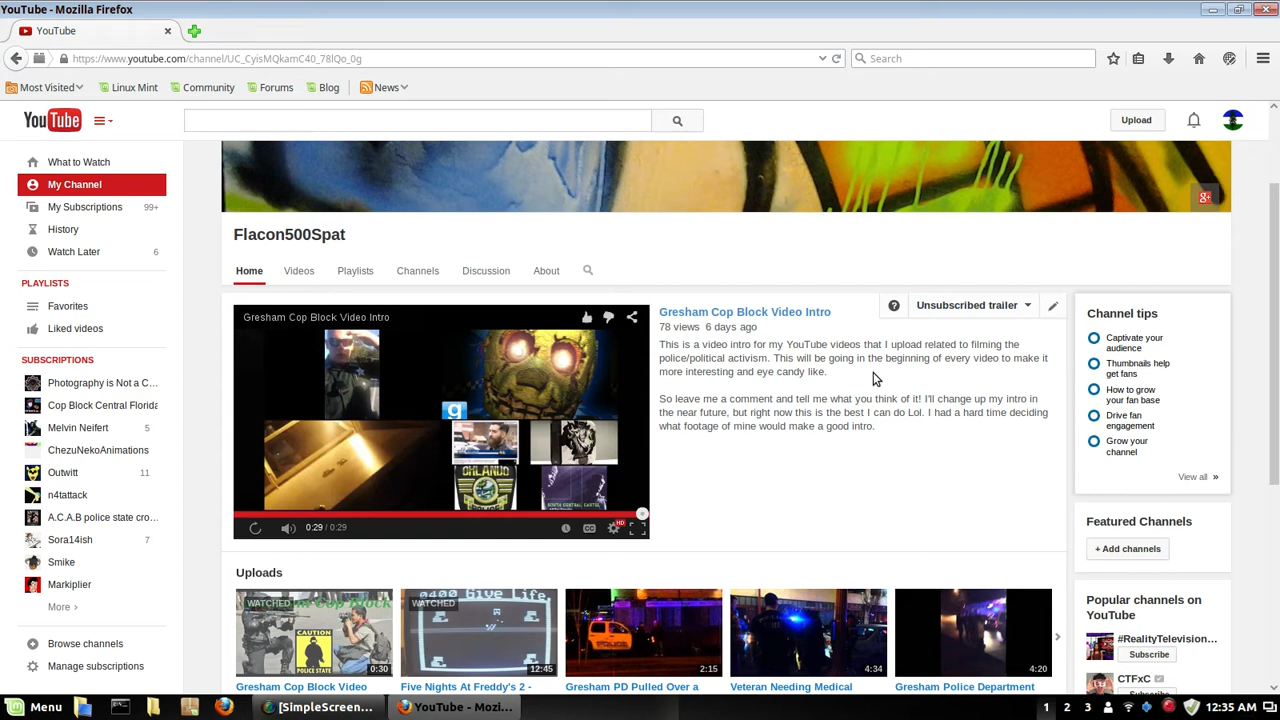 YouTube - Mozilla Firefox
YouTube
https://www.youtube.com/channel/UC_CyisMQkamC40_78lQo_0g
Search
Most Visited
Linux Mint
Community
Forums
Blog
News
YouTube
Upload
What to Watch
My Channel
My Subscriptions 99+
History
Watch Later 6
PLAYLISTS
Favorites
Liked videos
SUBSCRIPTIONS
Photography is Not a C...
Cop Block Central Florida
Melvin Neifert 5
ChezuNekoAnimations
Outwitt 11
n4tattack
A.C.A.B police state cro...
Sora14ish 7
Smike
Markiplier
More
Browse channels
Manage subscriptions
g+
Flacon500Spat
Home
Videos
Playlists
Channels
Discussion
About
Gresham Cop Block Video Intro
g
ORLANDO
0:29 / 0:29
HD
Gresham Cop Block Video Intro
Unsubscribed trailer
78 views 6 days ago
This is a video intro for my YouTube videos that I upload related to filming the
police/political activism. This will be going in the beginning of every video to make it
more interesting and eye candy like.
So leave me a comment and tell me what you think of it! I'll change up my intro in
the near future, but right now this is the best I can do Lol. I had a hard time deciding
what footage of mine would make a good intro.
Uploads
WATCHED
CAUTION
POLICE STATE
0:30
WATCHED
0400 Give Life
12:45
2:15
4:34
4:20
Gresham Cop Block Video
Five Nights At Freddy's 2 -
Gresham PD Pulled Over a
Veteran Needing Medical
Gresham Police Department
Channel tips
Captivate your
audience
Thumbnails help
get fans
How to grow
your fan base
Drive fan
engagement
Grow your
channel
View all »
Featured Channels
+ Add channels
Popular channels on
YouTube
#RealityTelevision...
Subscribe
CTFxC
Subscribe
Menu
[SimpleScreen...
YouTube - Mozi...
1 2 3
12:35 AM